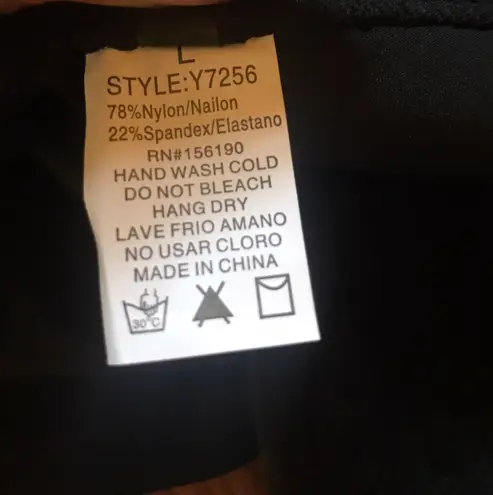 L
STYLE:Y7256
78%Nylon/Nailon
22%Spandex/Elastano
RN#156190
HAND WASH COLD
DO NOT BLEACH
HANG DRY
LAVE FRIO AMANO
NO USAR CLORO
MADE IN CHINA
30°C